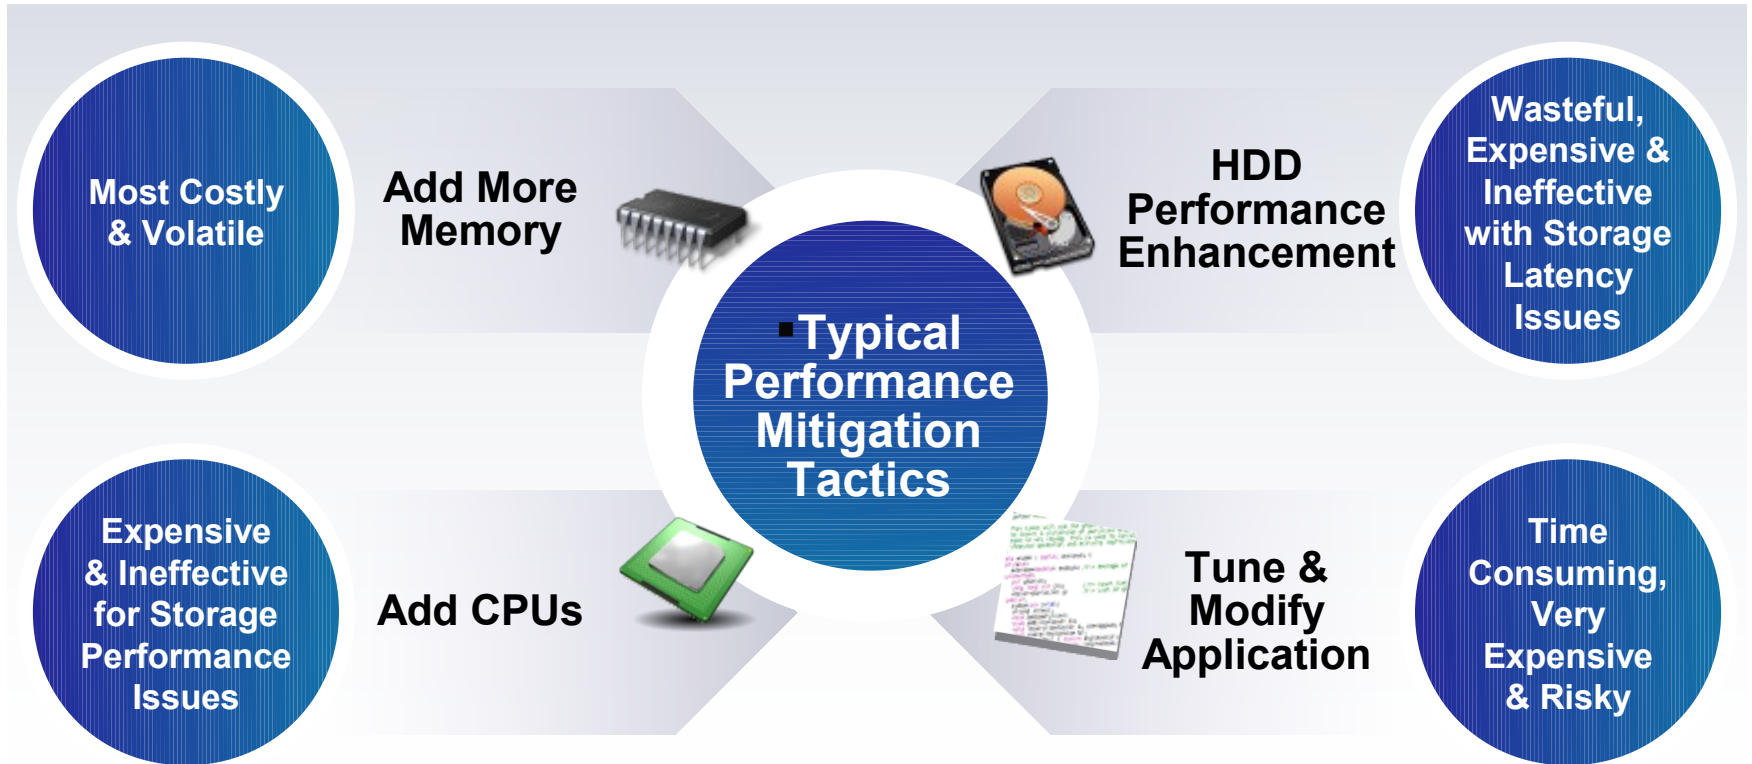 Most Costly
& Volatile
Add More
Memory
HDD
Performance
Enhancement
Wasteful,
Expensive &
Ineffective
with Storage
Latency
Issues
▪Typical
Performance
Mitigation
Tactics
Expensive
& Ineffective
for Storage
Performance
Issues
Add CPUs
Tune &
Modify
Application
Time
Consuming,
Very
Expensive
& Risky